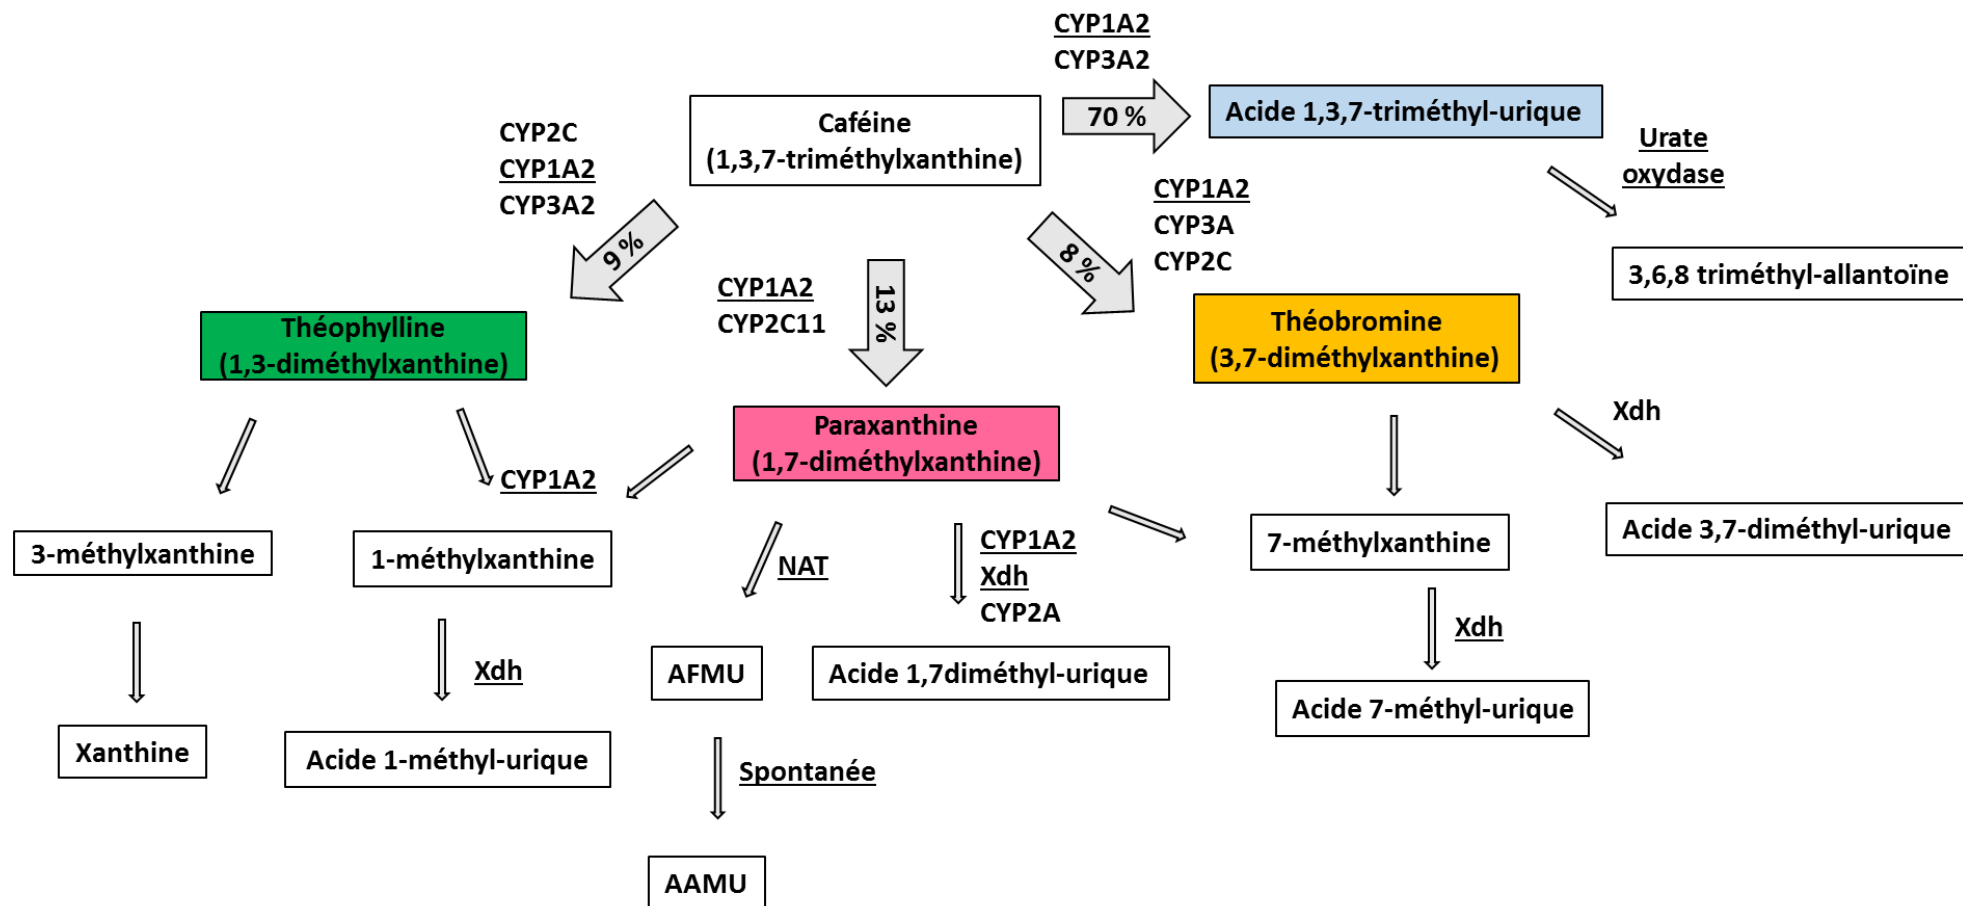 CYP1A2
CYP3A2
Caféine
(1,3,7-triméthylxanthine)
70 %
Acide 1,3,7-triméthyl-urique
CYP2C
CYP1A2
CYP3A2
Urate
oxydase
9 %
CYP1A2
CYP2C11
13 %
8 %
CYP1A2
CYP3A
CYP2C
3,6,8 triméthyl-allantoïne
Théophylline
(1,3-diméthylxanthine)
Théobromine
(3,7-diméthylxanthine)
Paraxanthine
(1,7-diméthylxanthine)
Xdh
CYP1A2
3-méthylxanthine
1-méthylxanthine
NAT
CYP1A2
Xdh
CYP2A
7-méthylxanthine
Acide 3,7-diméthyl-urique
Xdh
Xdh
AFMU
Acide 1,7diméthyl-urique
Acide 7-méthyl-urique
Xanthine
Acide 1-méthyl-urique
Spontanée
AAMU